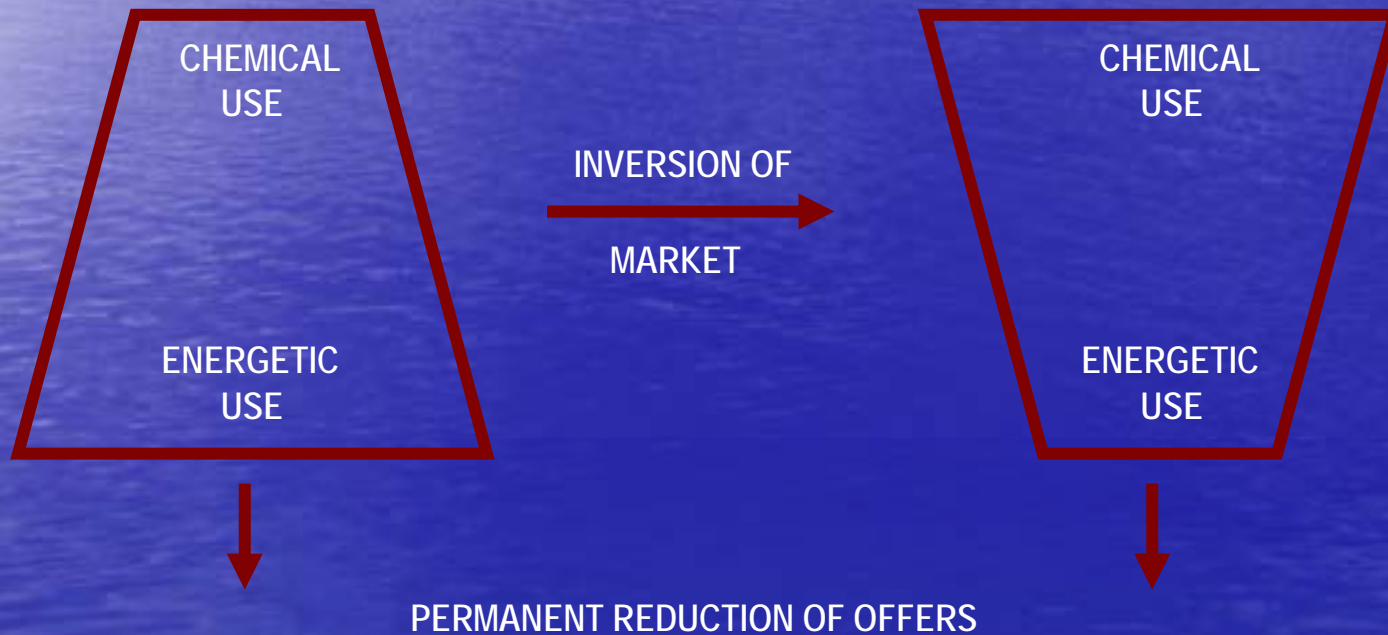 CHEMICAL
USE
ENERGETIC
USE
INVERSION OF
MARKET
CHEMICAL
USE
ENERGETIC
USE
PERMANENT REDUCTION OF OFFERS